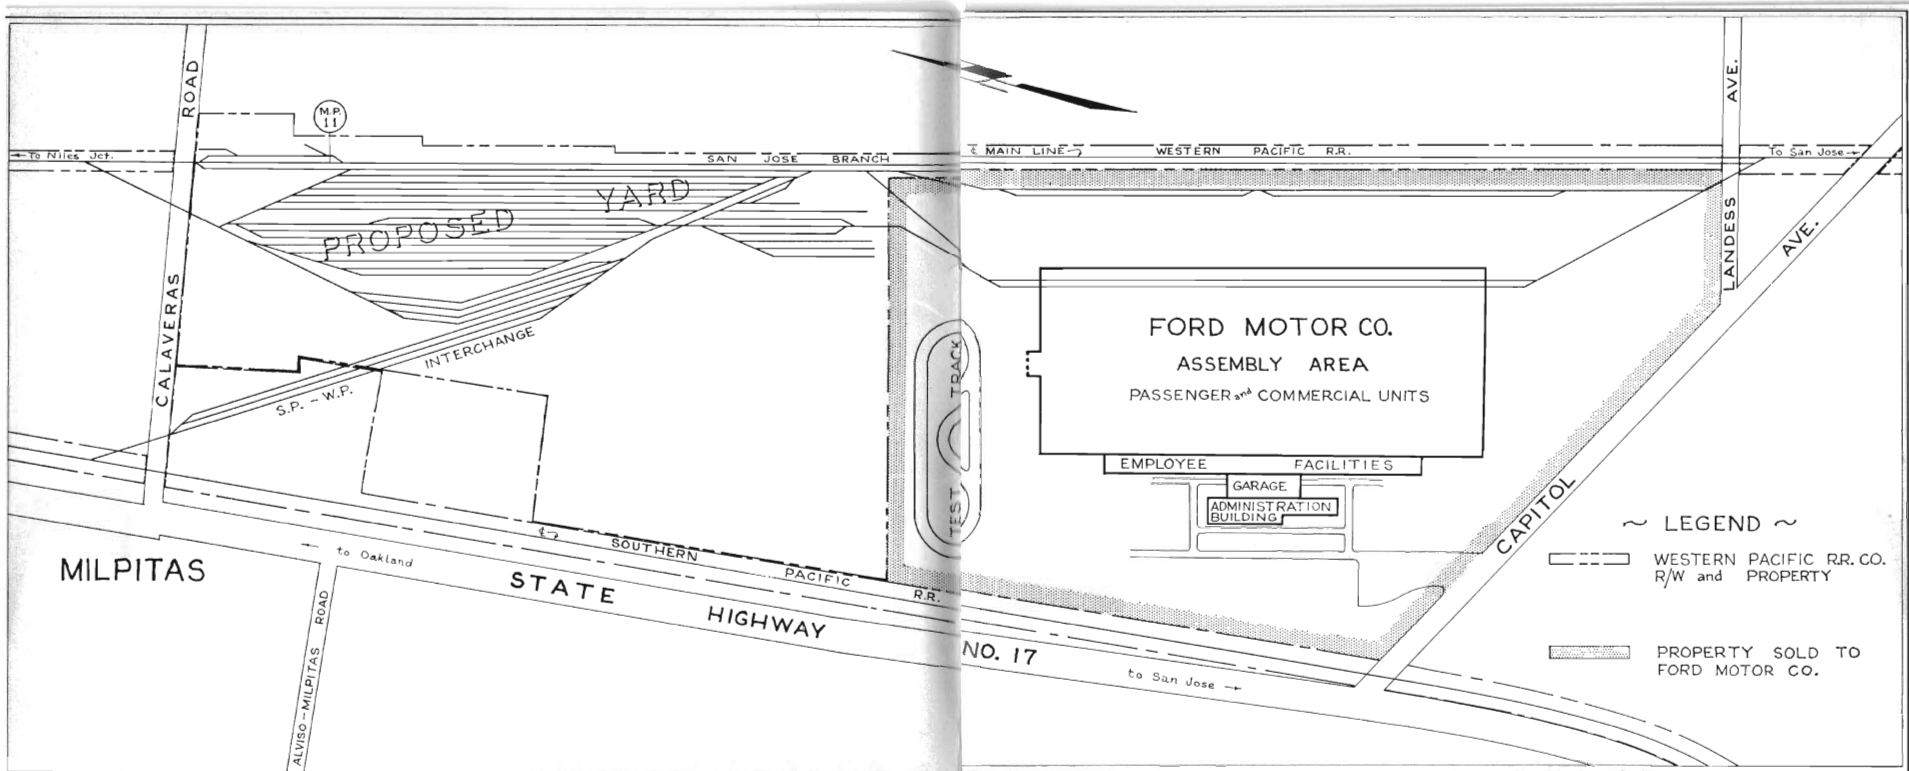 CALAVERAS ROAD
M.P.
11
← To Niles Jct.
SAN JOSE BRANCH
℄ MAIN LINE
WESTERN PACIFIC R.R.
To San Jose →
LANDESS AVE.
CAPITOL AVE.
PROPOSED YARD
INTERCHANGE
S.P. – W.P.
TEST TRACK
FORD MOTOR CO.
ASSEMBLY AREA
PASSENGER and COMMERCIAL UNITS
EMPLOYEE FACILITIES
GARAGE
ADMINISTRATION
BUILDING
℄ SOUTHERN PACIFIC R.R.
MILPITAS
← to Oakland
STATE HIGHWAY NO. 17
to San Jose →
ALVISO – MILPITAS ROAD
~ LEGEND ~
WESTERN PACIFIC R.R. CO.
R/W and PROPERTY
PROPERTY SOLD TO
FORD MOTOR CO.